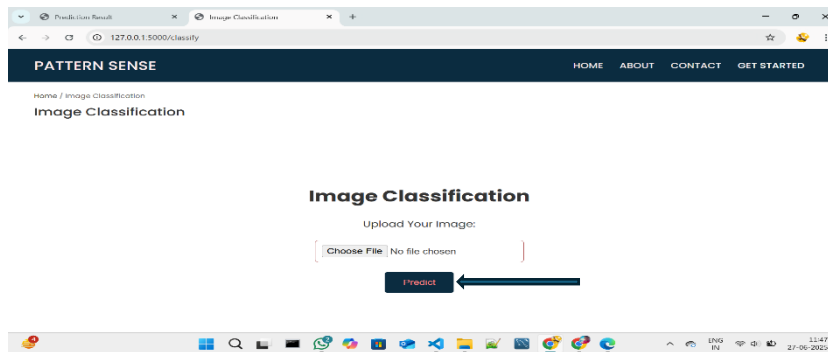 Prediction Result
Image Classification
127.0.0.1:5000/classify
PATTERN SENSE
HOME ABOUT CONTACT GET STARTED
Home / Image Classification
Image Classification
Image Classification
Upload Your Image:
Choose File No file chosen
Predict
ENG
IN
11:47
27-06-2025